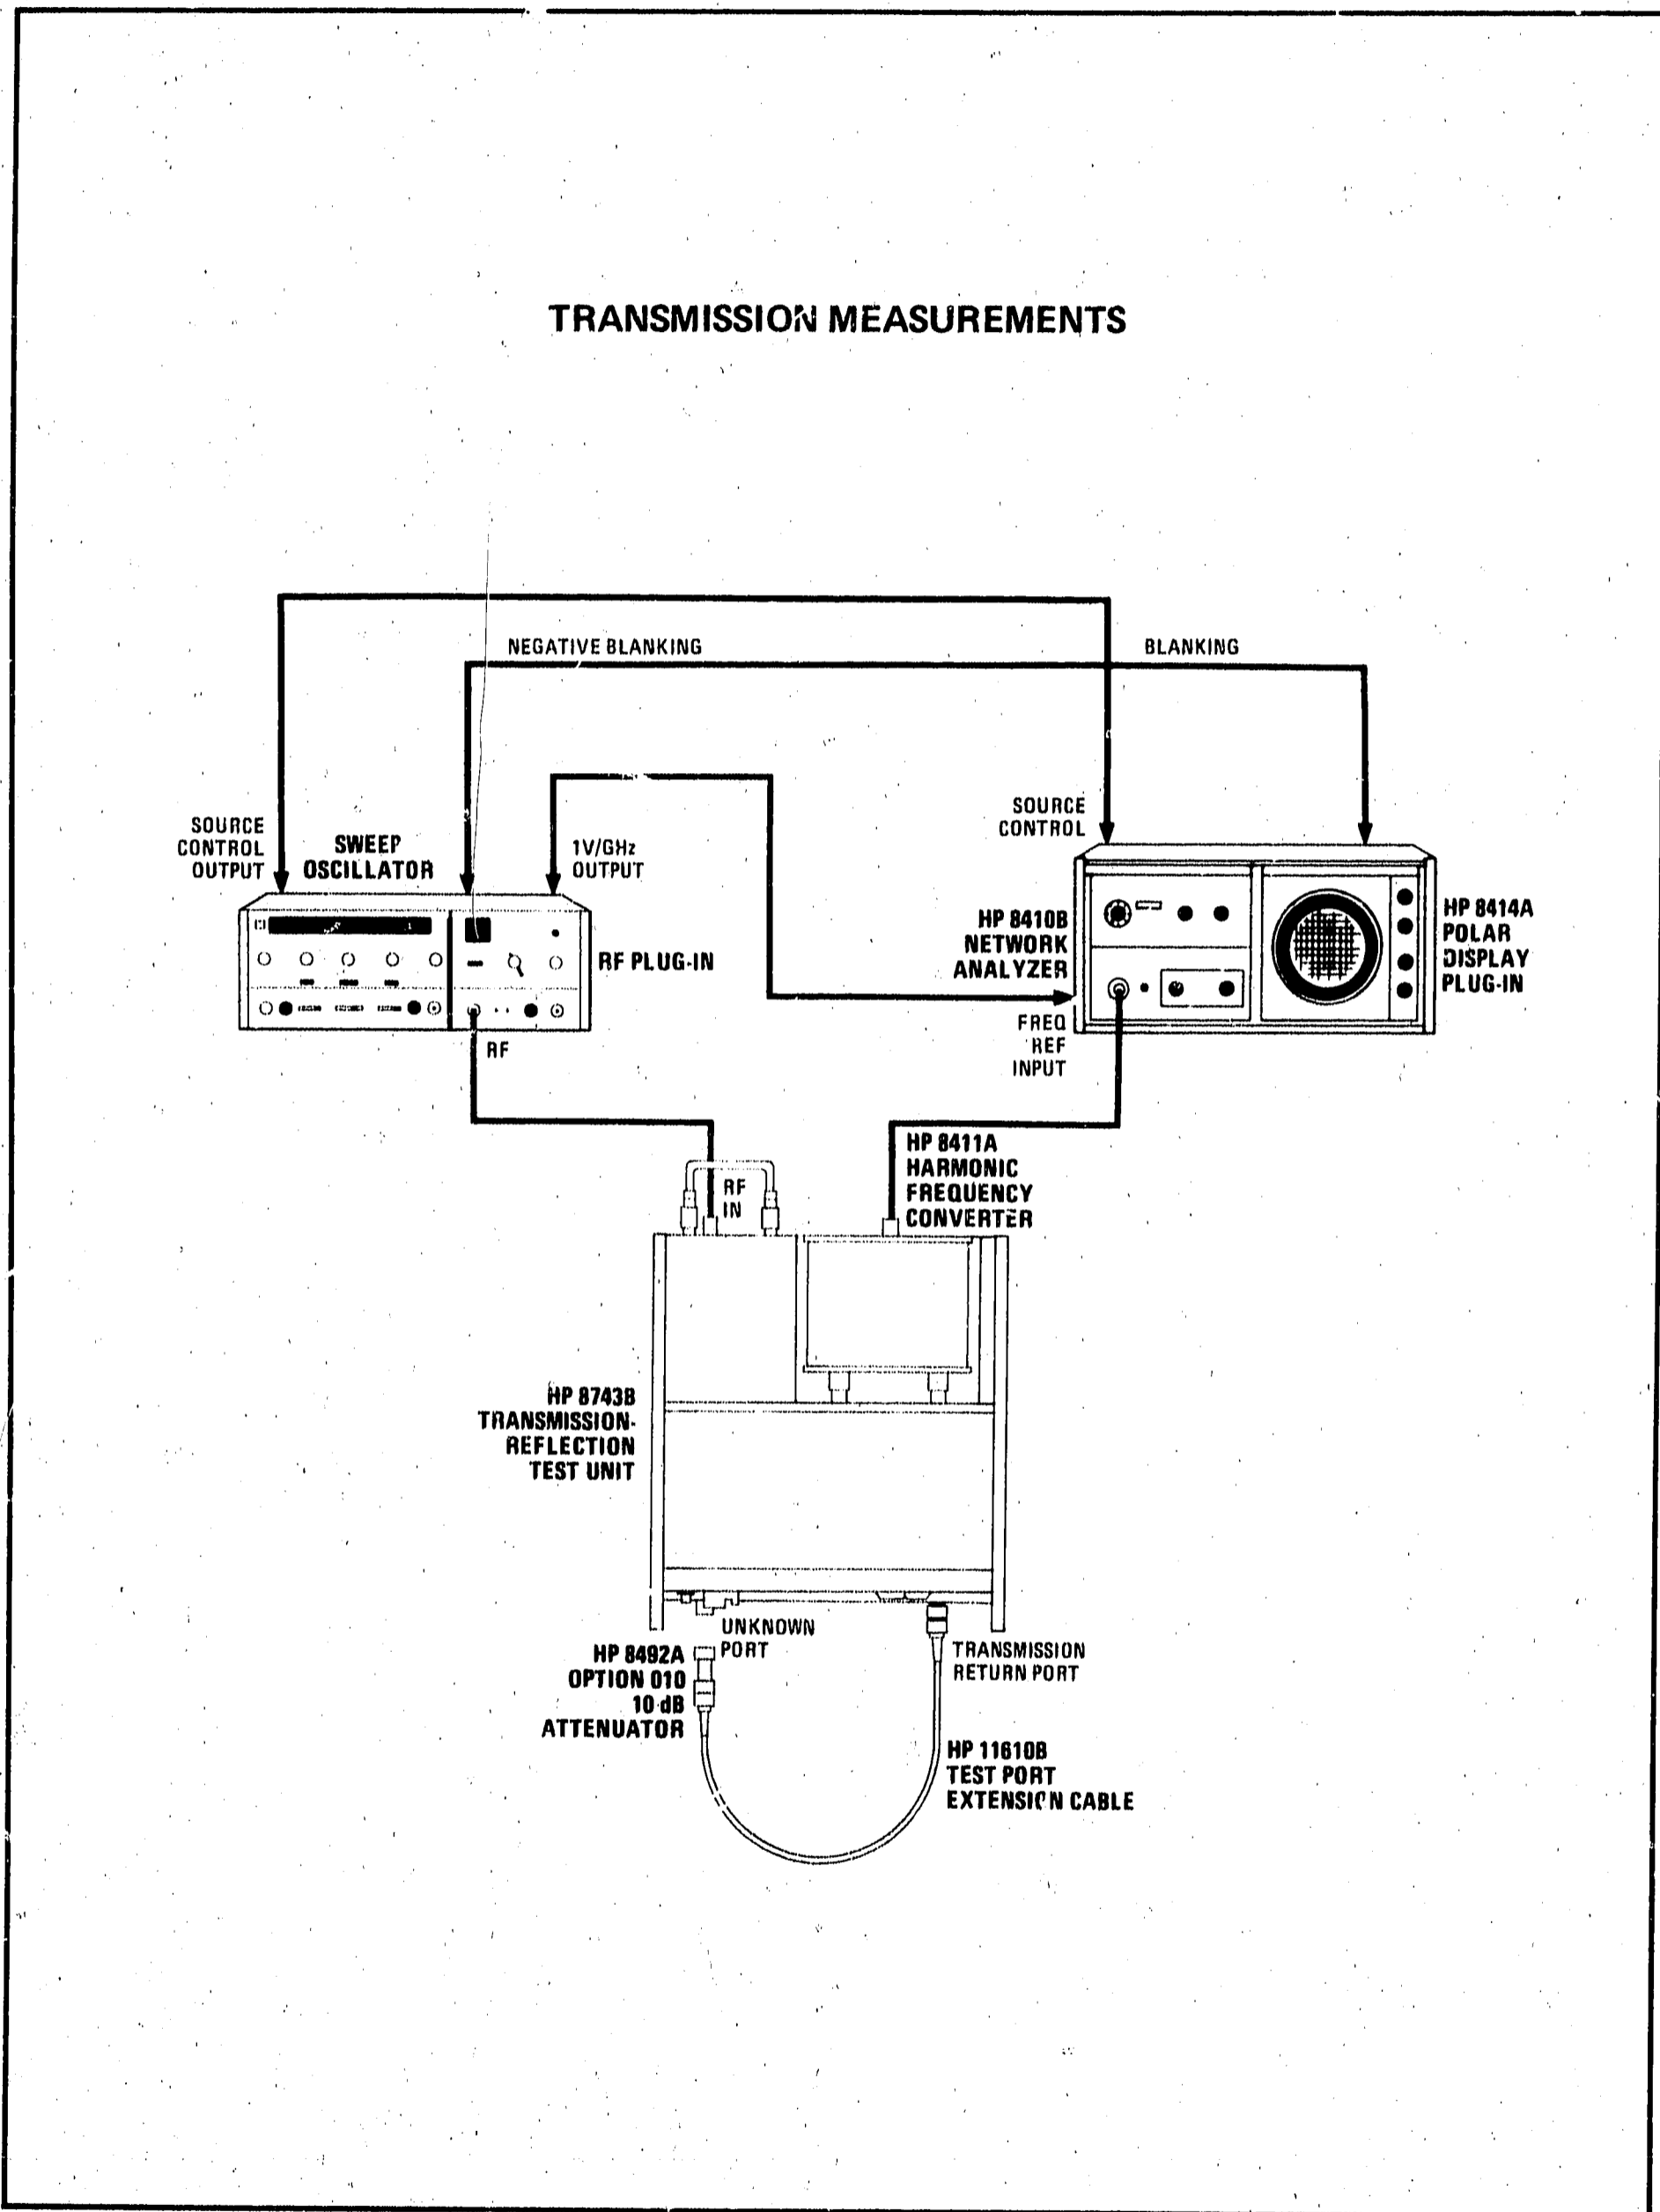 TRANSMISSION MEASUREMENTS
NEGATIVE BLANKING
BLANKING
SOURCE
CONTROL
OUTPUT
SWEEP
OSCILLATOR
1V/GHz
OUTPUT
SOURCE
CONTROL
RF PLUG-IN
HP 8410B
NETWORK
ANALYZER
HP 8414A
POLAR
DISPLAY
PLUG-IN
FREQ
REF
INPUT
RF
RF
IN
HP 8411A
HARMONIC
FREQUENCY
CONVERTER
HP 8743B
TRANSMISSION-
REFLECTION
TEST UNIT
UNKNOWN
PORT
HP 8492A
OPTION 010
10 dB
ATTENUATOR
TRANSMISSION
RETURN PORT
HP 11610B
TEST PORT
EXTENSION CABLE